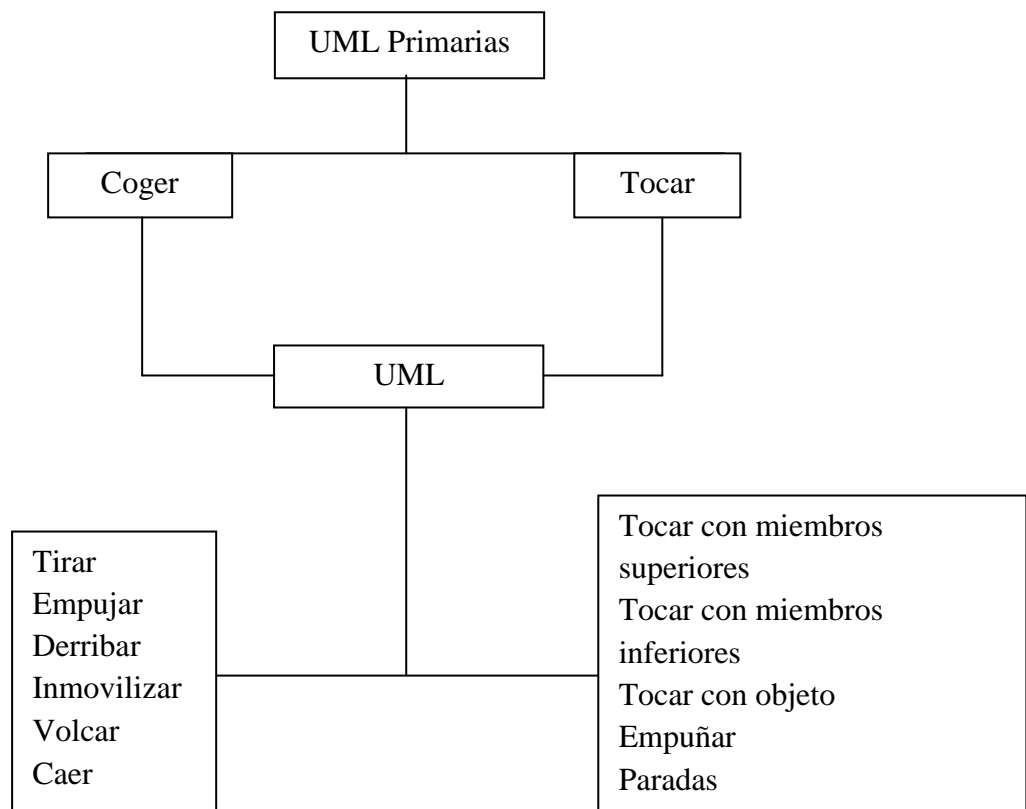 UML Primarias
Coger
Tocar
UML
Tirar
Empujar
Derribar
Inmovilizar
Volcar
Caer
Tocar con miembros
superiores
Tocar con miembros
inferiores
Tocar con objeto
Empuñar
Paradas